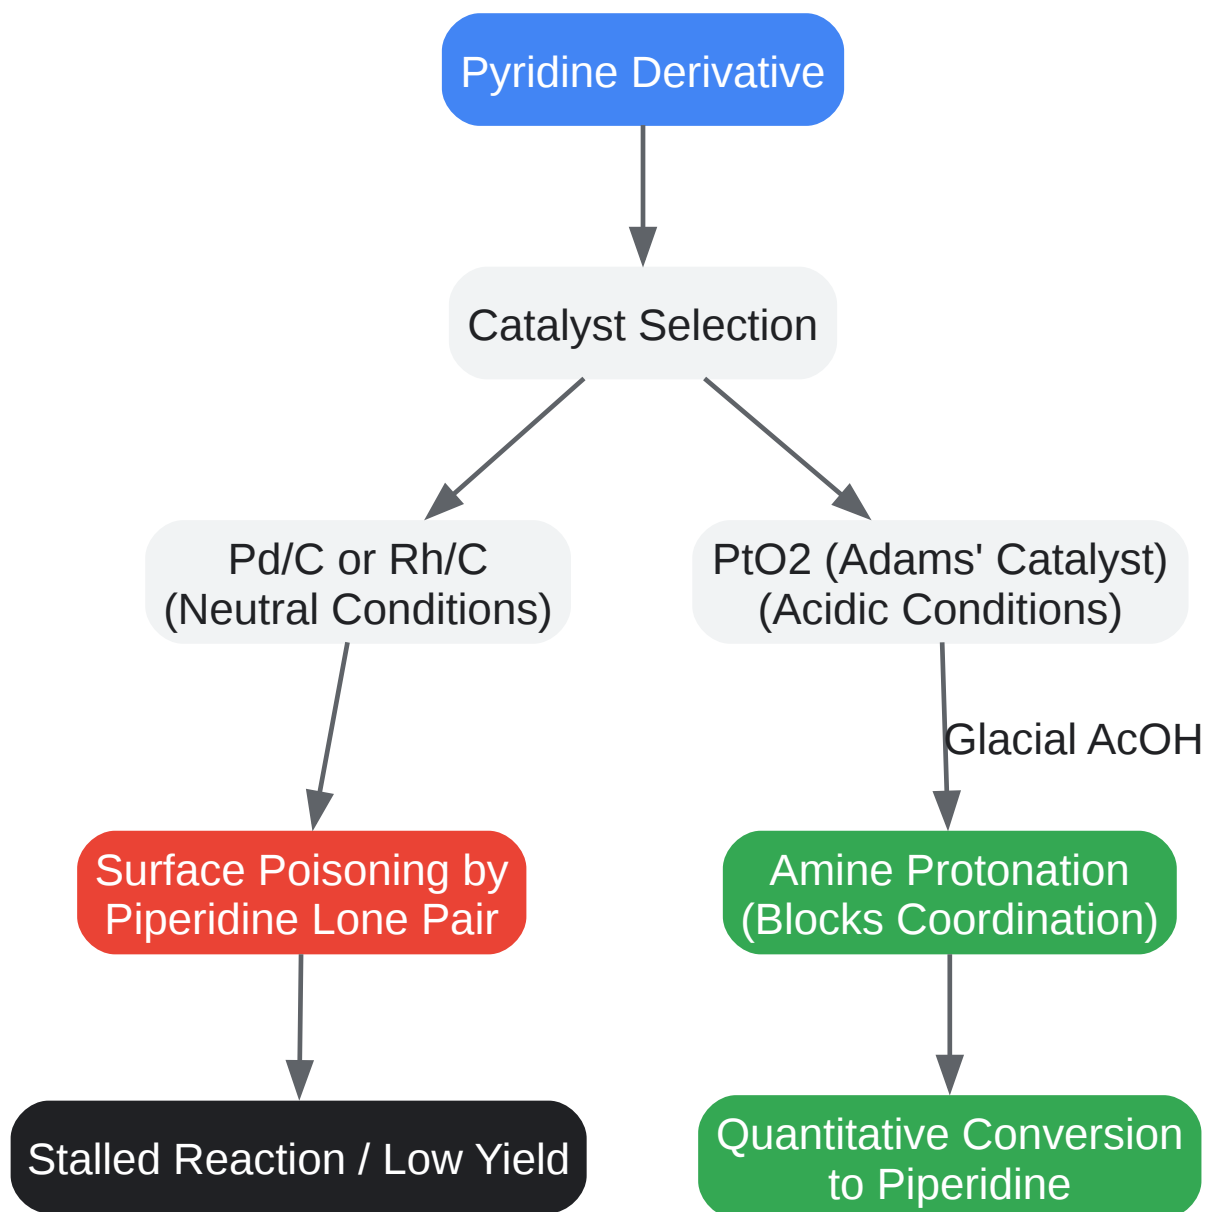 Pyridine Derivative
Catalyst Selection
Pd/C or Rh/C
(Neutral Conditions)
PtO2 (Adams' Catalyst)
(Acidic Conditions)
Glacial AcOH
Surface Poisoning by
Piperidine Lone Pair
Amine Protonation
(Blocks Coordination)
Stalled Reaction / Low Yield
Quantitative Conversion
to Piperidine